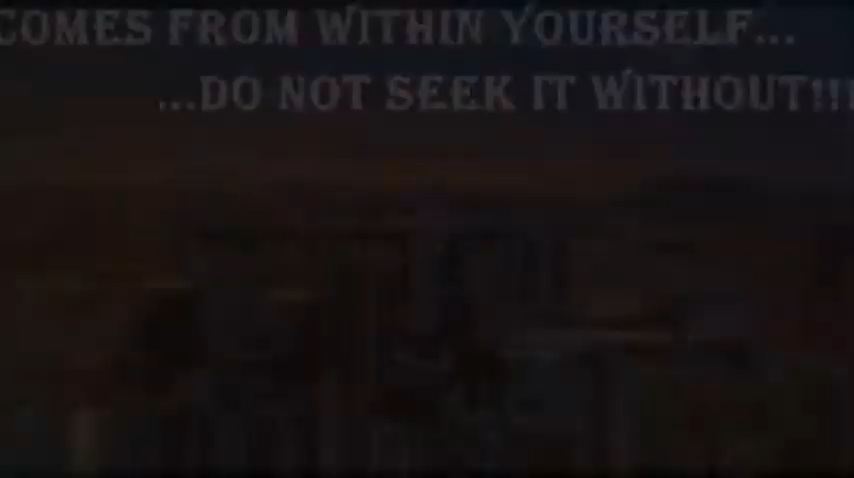 COMES FROM WITHIN YOURSELF...
...DO NOT SEEK IT WITHOUT!!!